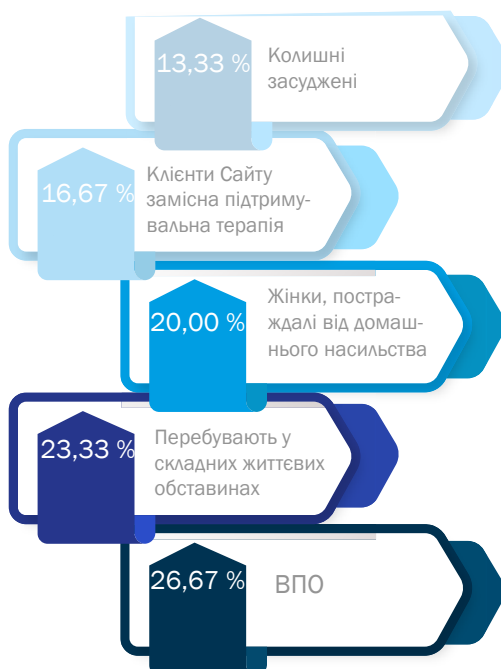 13,33 %
Колишні
засуджені
16,67 %
Клієнти Сайту
замісна підтриму-
вальна терапія
20,00 %
Жінки, постра-
ждалі від домаш-
нього насильства
23,33 %
Перебувають у
складних життєвих
обставинах
26,67 %
ВПО